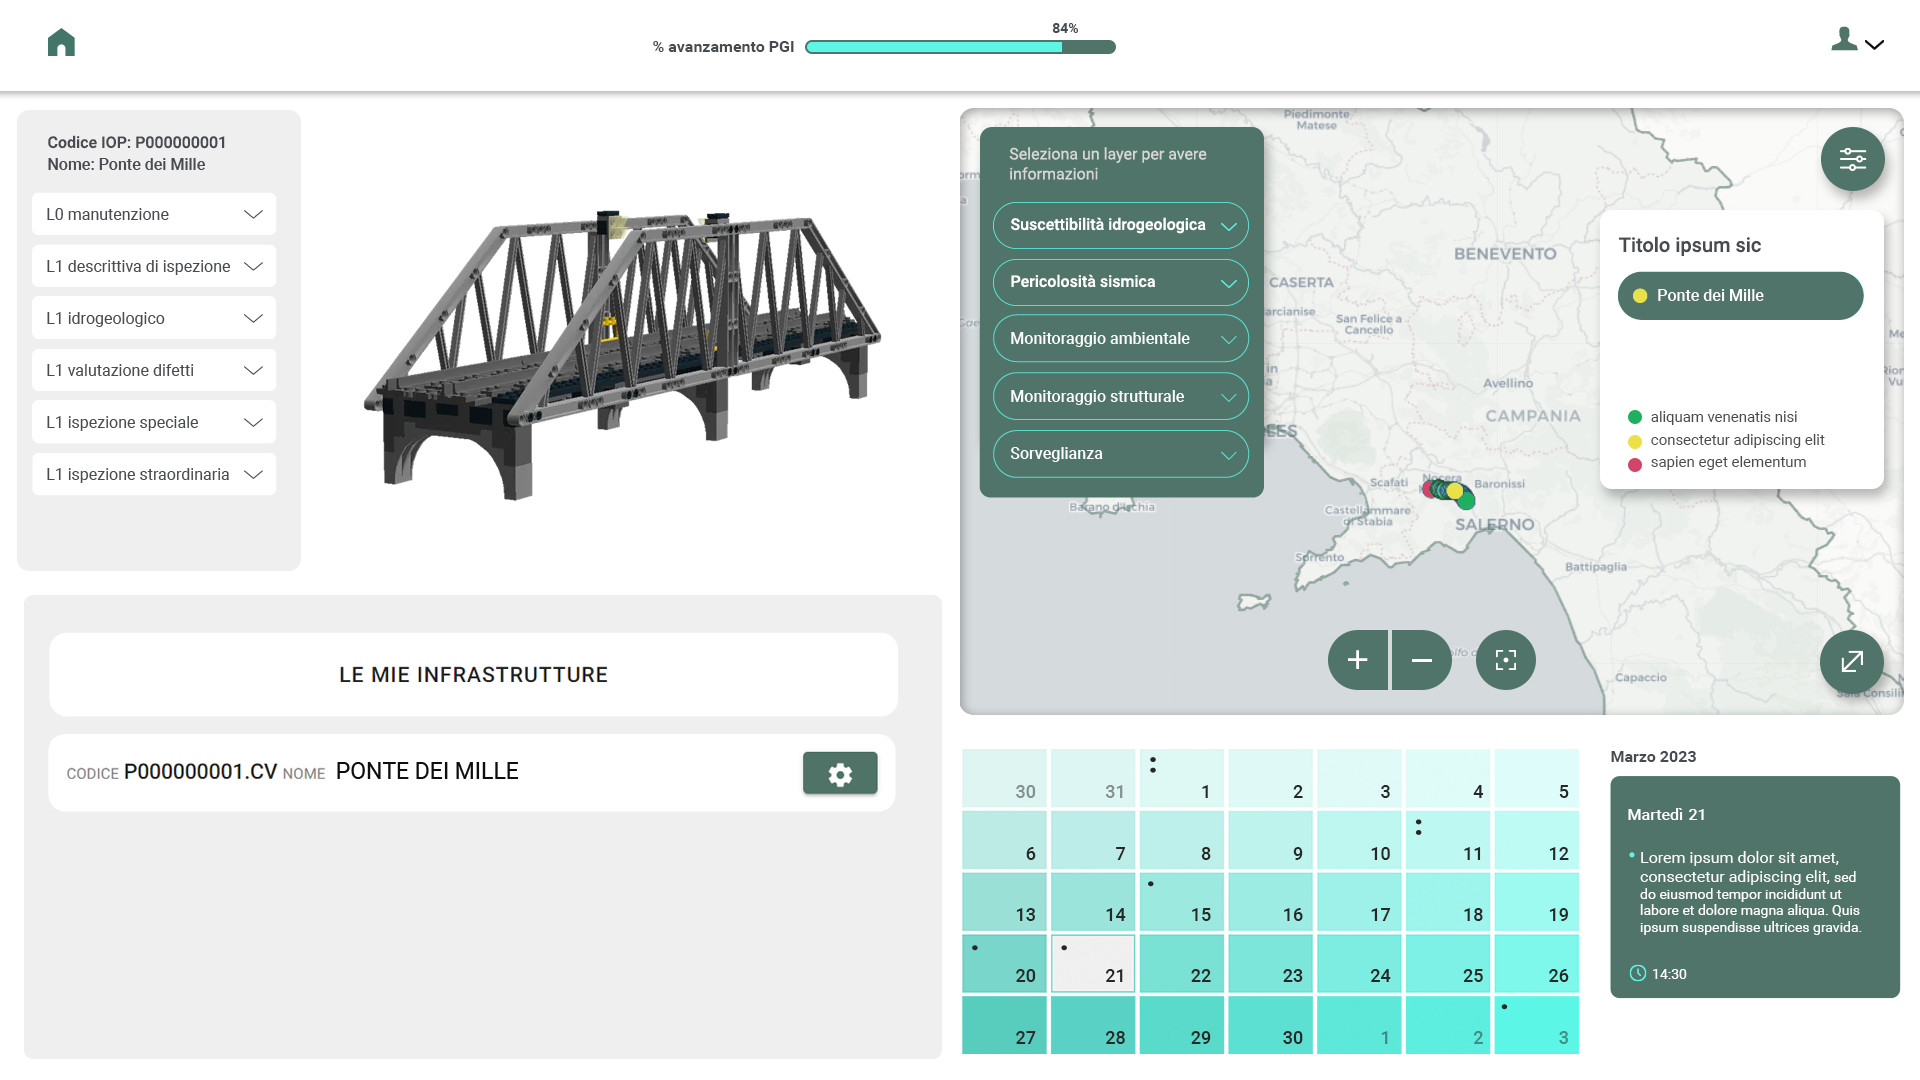 84%
% avanzamento PGI
Codice IOP: P000000001
Nome: Ponte dei Mille
L0 manutenzione
L1 descrittiva di ispezione
L1 idrogeologico
L1 valutazione difetti
L1 ispezione speciale
L1 ispezione straordinaria
LE MIE INFRASTRUTTURE
CODICE P000000001.CV NOME PONTE DEI MILLE
Seleziona un layer per avere
informazioni
Suscettibilità idrogeologica
Pericolosità sismica
Monitoraggio ambientale
Monitoraggio strutturale
Sorveglianza
Piedimonte
Matese
BENEVENTO
CASERTA
arcianise
San Felice a
Cancello
Avellino
CAMPANIA
Nocera
Scafati
Baronissi
Castellammare
di Stabia
SALERNO
Barano d'Ischia
Sorrento
Battipaglia
Capaccio
Titolo ipsum sic
Ponte dei Mille
aliquam venenatis nisi
consectetur adipiscing elit
sapien eget elementum
30 31 1 2 3 4 5
6 7 8 9 10 11 12
13 14 15 16 17 18 19
20 21 22 23 24 25 26
27 28 29 30 1 2 3
Marzo 2023
Martedì 21
Lorem ipsum dolor sit amet,
consectetur adipiscing elit, sed
do eiusmod tempor incididunt ut
labore et dolore magna aliqua. Quis
ipsum suspendisse ultrices gravida.
14:30